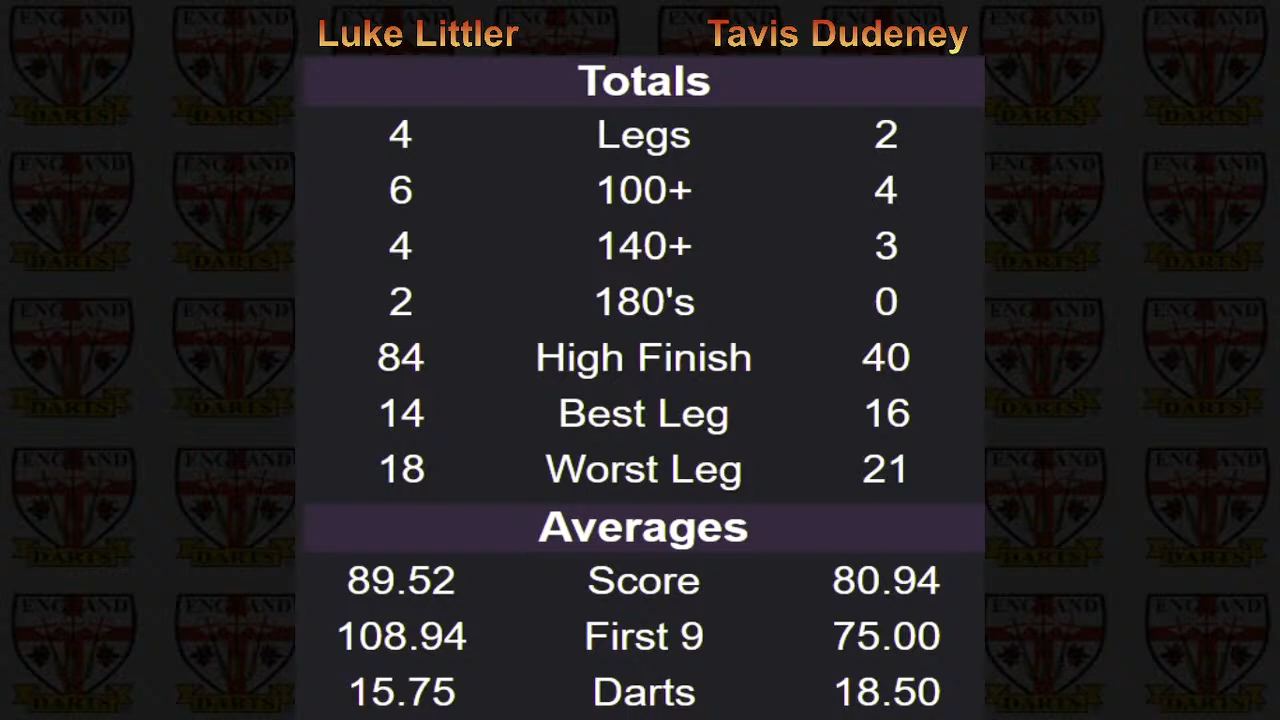 Luke Littler Tavis Dudeney
Totals
4 Legs 2
6 100+ 4
4 140+ 3
2 180's 0
84 High Finish 40
14 Best Leg 16
18 Worst Leg 21
Averages
89.52 Score 80.94
108.94 First 9 75.00
15.75 Darts 18.50
ENGLAND
DARTS